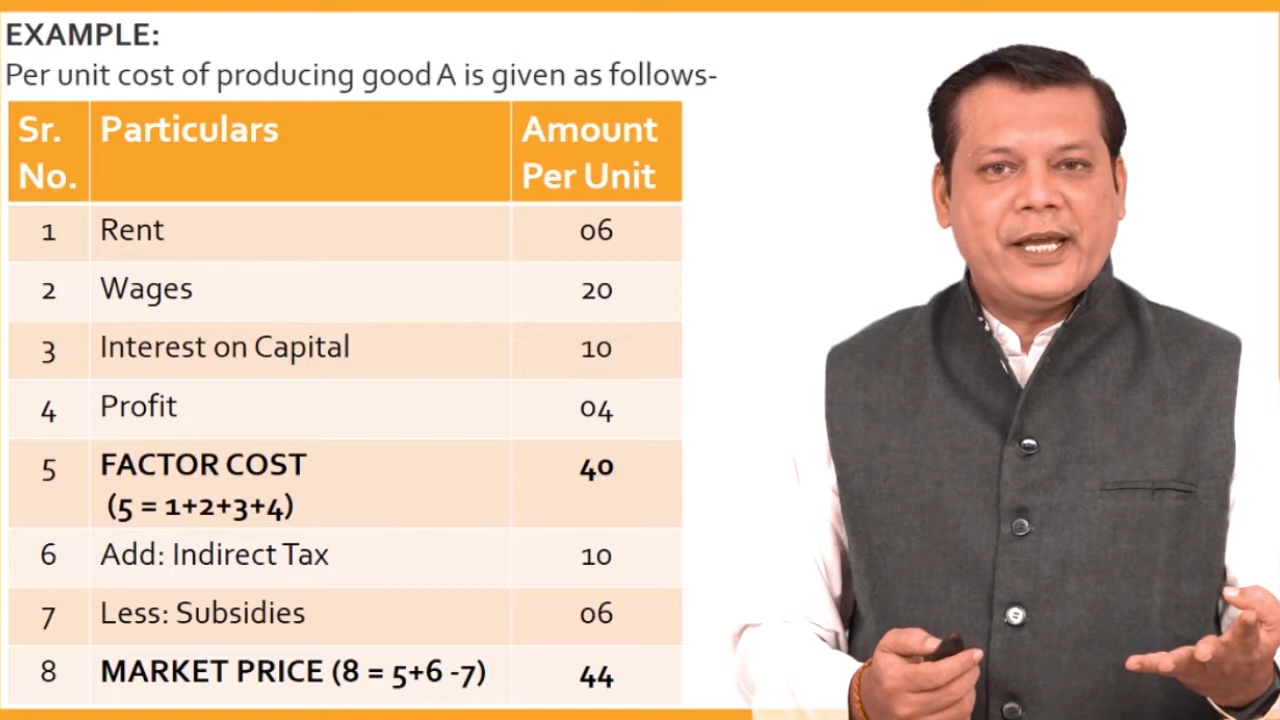 EXAMPLE:
Per unit cost of producing good A is given as follows-
Sr. No. Particulars Amount Per Unit
1 Rent 06
2 Wages 20
3 Interest on Capital 10
4 Profit 04
5 FACTOR COST (5 = 1+2+3+4) 40
6 Add: Indirect Tax 10
7 Less: Subsidies 06
8 MARKET PRICE (8 = 5+6 -7) 44